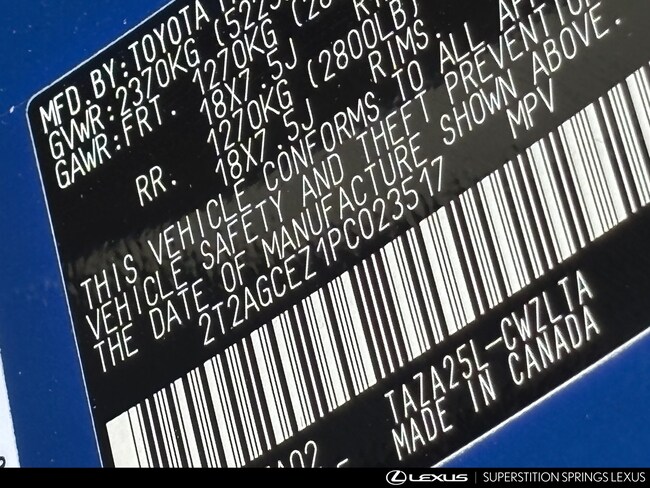 MFD.BY: TOYOTA
GVWR: 2370KG (522
GAWR: FRT. 1270KG (28
18X7.5J
RR. 1270KG (2800LB)
18X7.5J RIMS.
THIS VEHICLE CONFORMS TO ALL
VEHICLE SAFETY AND THEFT PREVENTION
THE DATE OF MANUFACTURE SHOWN ABOVE.
2T2AGCEZ1PC023517 MPV
TAZA25L-CWZLTA
MADE IN CANADA
LEXUS | SUPERSTITION SPRINGS LEXUS